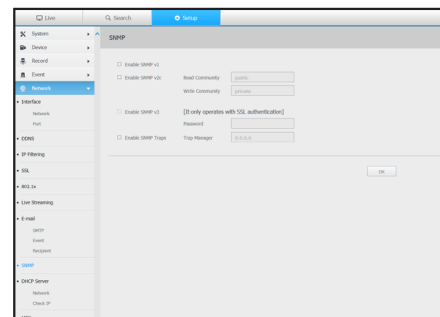 Live
Search
Setup
System
Device
Record
Event
Network
Interface
Network
Port
DDNS
IP Filtering
SSL
802.1x
Live Streaming
E-mail
SMTP
Event
Recipient
SNMP
DHCP Server
Network
Check IP
SNMP
Enable SNMP v1
Enable SNMP v2c
Read Community
public
Write Community
private
Enable SNMP v3
[It only operates with SSL authentication]
Password
Enable SNMP Traps
Trap Manager
0.0.0.0
OK